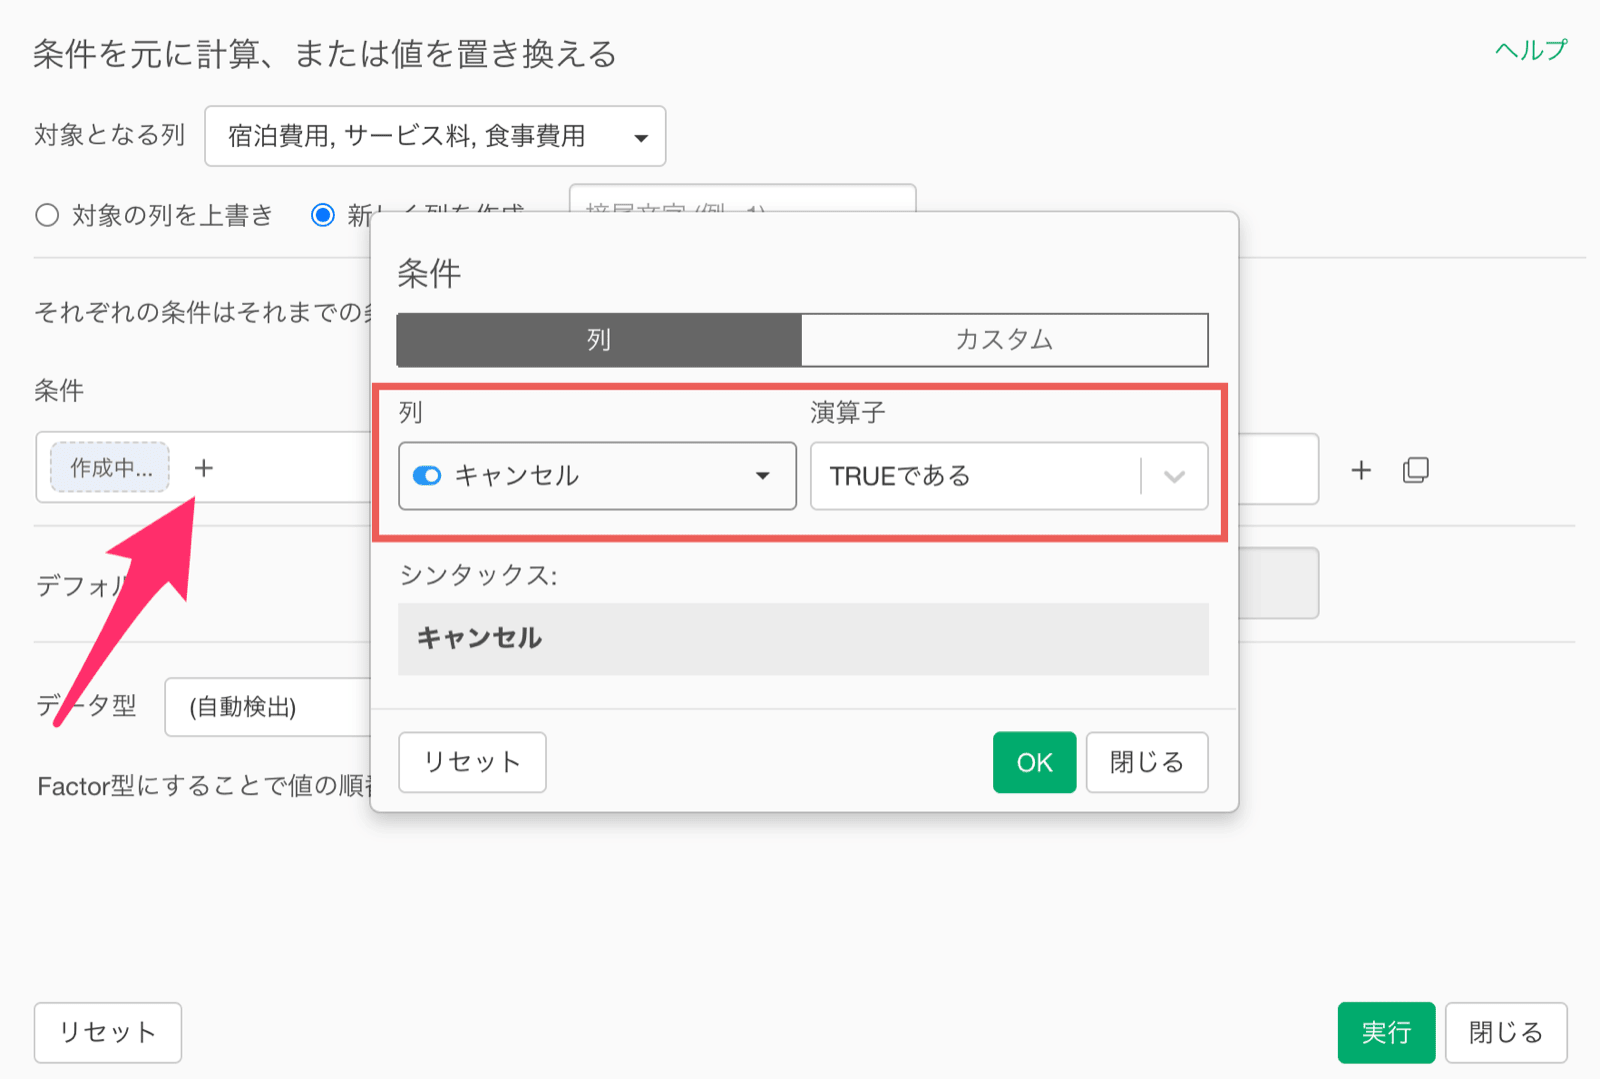 条件を元に計算、または値を置き換える
ヘルプ
対象となる列
宿泊費用, サービス料, 食事費用
対象の列を上書き
新しく列を作成
それぞれの条件はそれまでの
条件
作成中...
デフォル
データ型
(自動検出)
Factor型にすることで値の順
条件
列
カスタム
列
演算子
キャンセル
TRUEである
シンタックス:
キャンセル
リセット
OK
閉じる
リセット
実行
閉じる